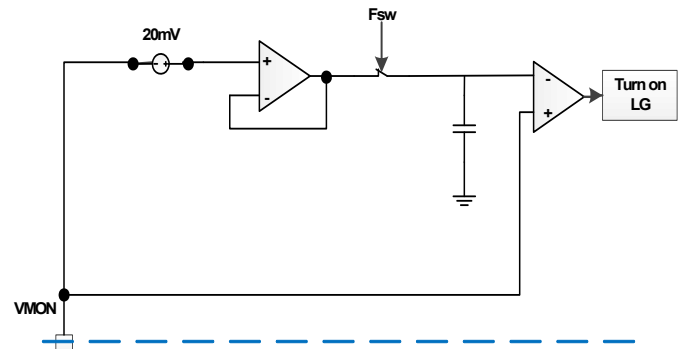 Fsw
20mV
+
-
- +
-
+
Turn on
LG
VMON